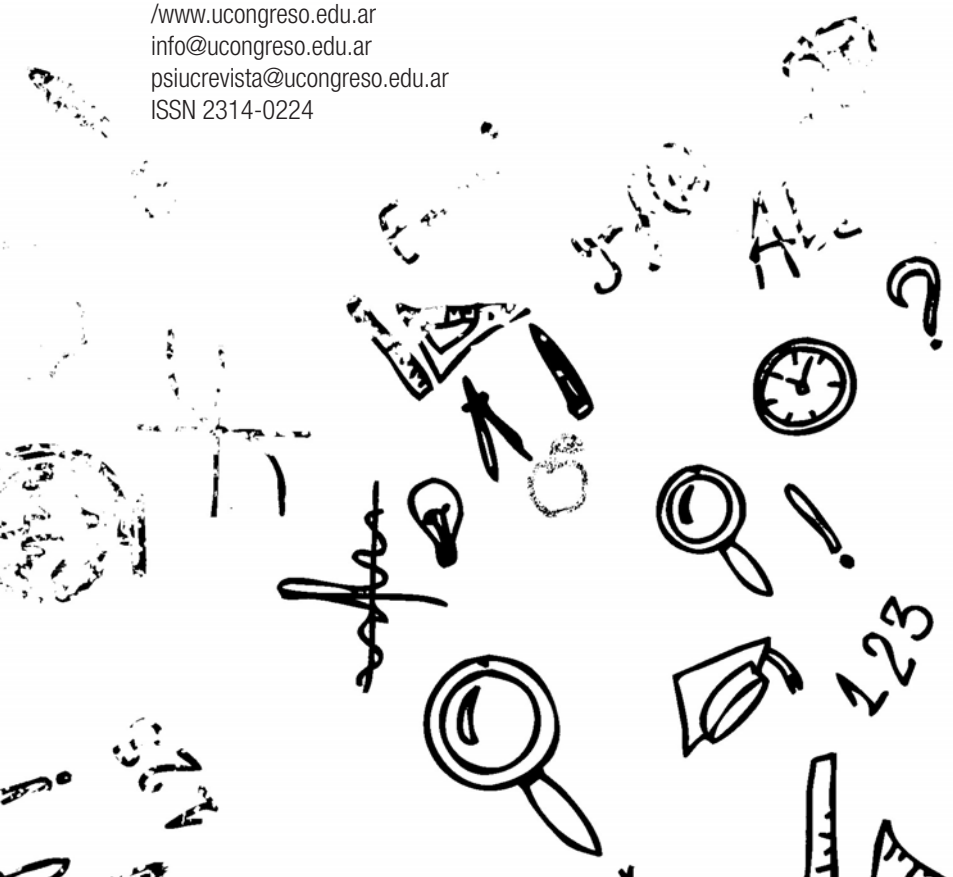 /www.ucongreso.edu.ar
info@ucongreso.edu.ar
psiucrevista@ucongreso.edu.ar
ISSN 2314-0224
?
!
123